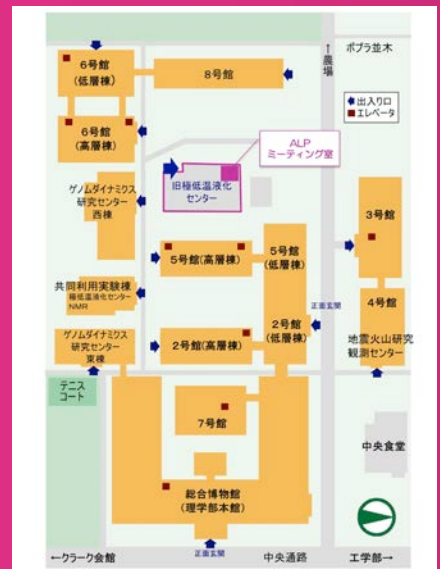 ↑農場
ポプラ並木
6号館
(低層棟)
8号館
出入り口
エレベータ
6号館
(高層棟)
ALP
ミーティング室
旧極低温液化
センター
ゲノムダイナミクス
研究センター
西棟
3号館
5号館(高層棟)
5号館
(低層棟)
共同利用実験棟
極低温液化センター
NMR
4号館
正面玄関
ゲノムダイナミクス
研究センター
東棟
2号館(高層棟)
2号館
(低層棟)
地震火山研究
観測センター
テニス
コート
7号館
中央食堂
総合博物館
(理学部本館)
←クラーク会館
正面玄関
中央通路
工学部→